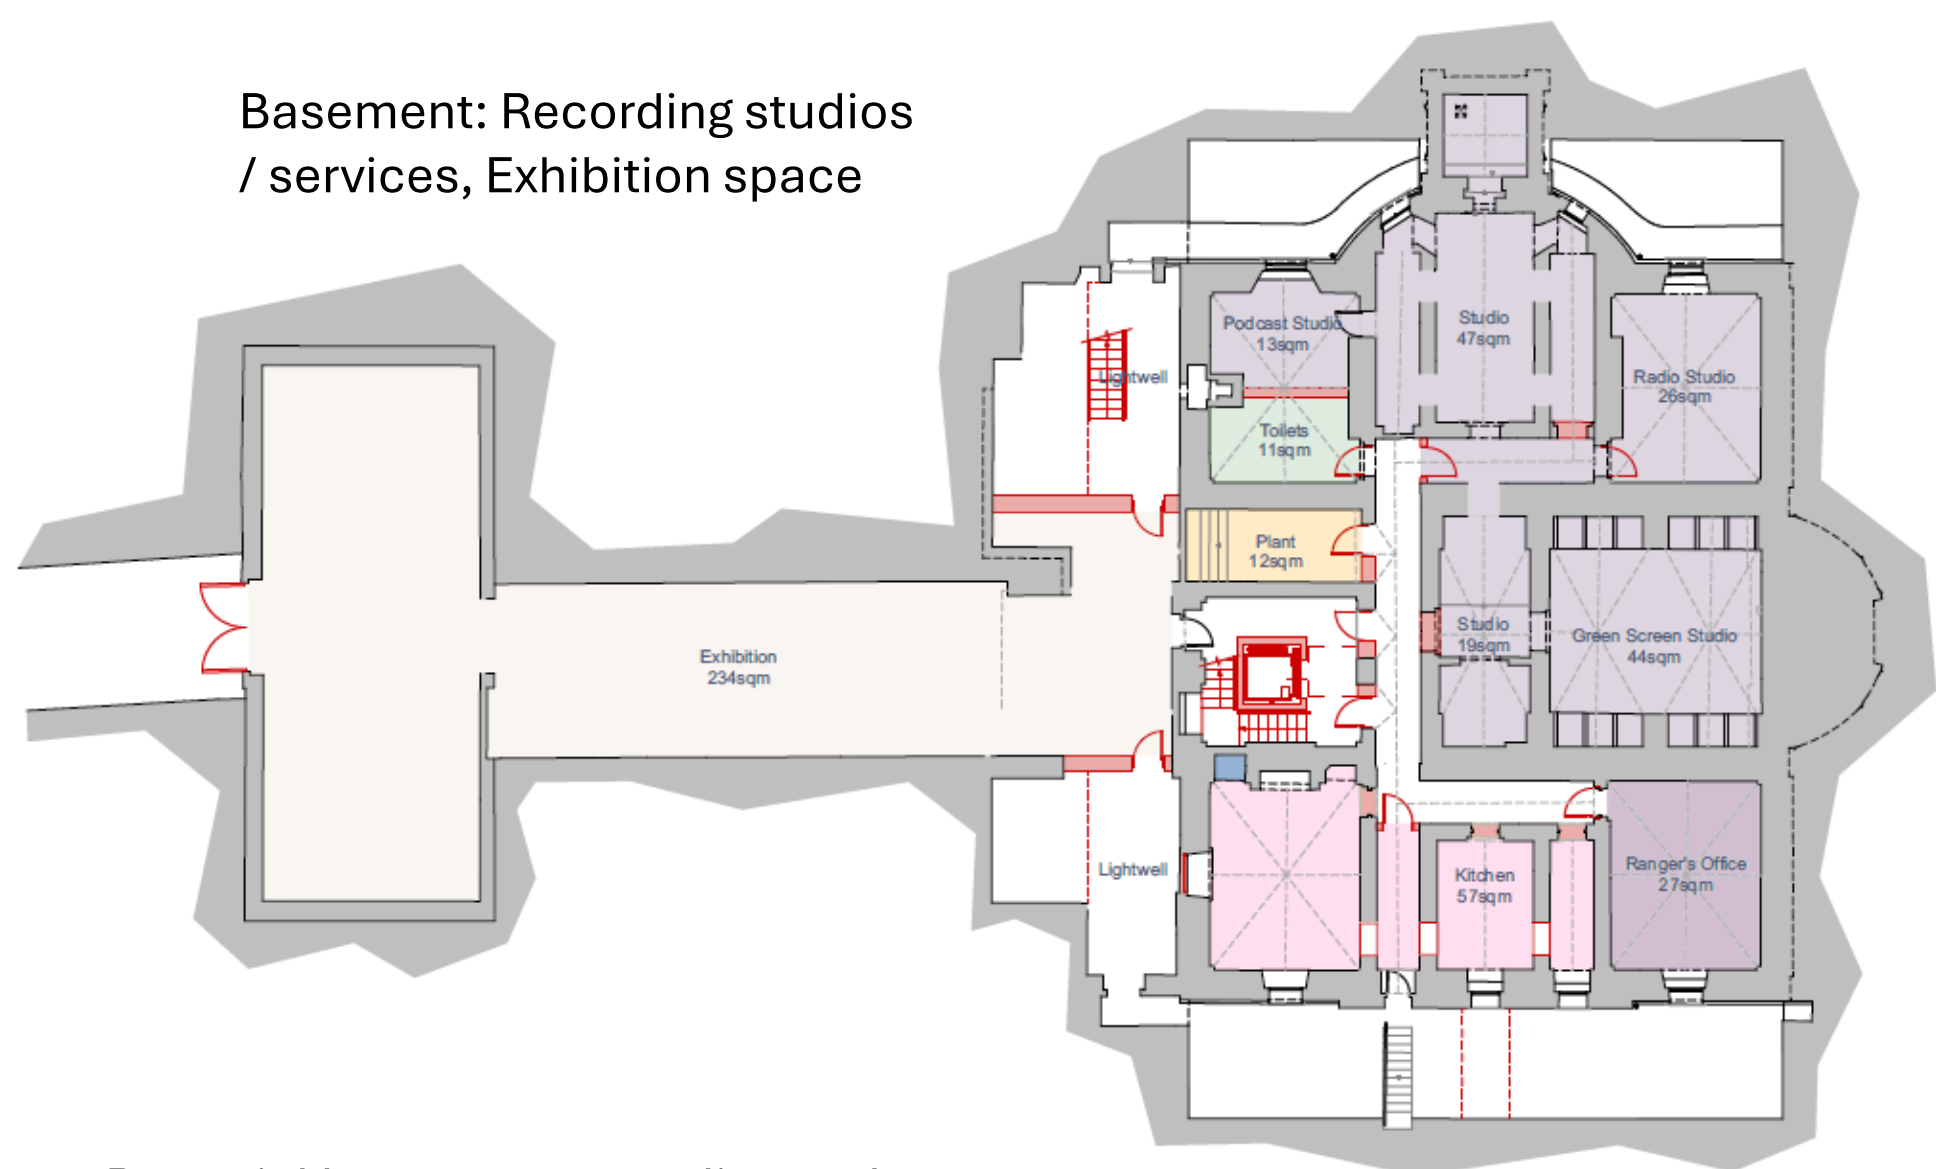 Basement: Recording studios
/ services, Exhibition space
Podcast Studio
13sqm
Studio
47sqm
Lightwell
Radio Studio
26sqm
Toilets
11sqm
Plant
12sqm
Studio
19sqm
Green Screen Studio
44sqm
Exhibition
234sqm
Lightwell
Kitchen
57sqm
Ranger's Office
27sqm